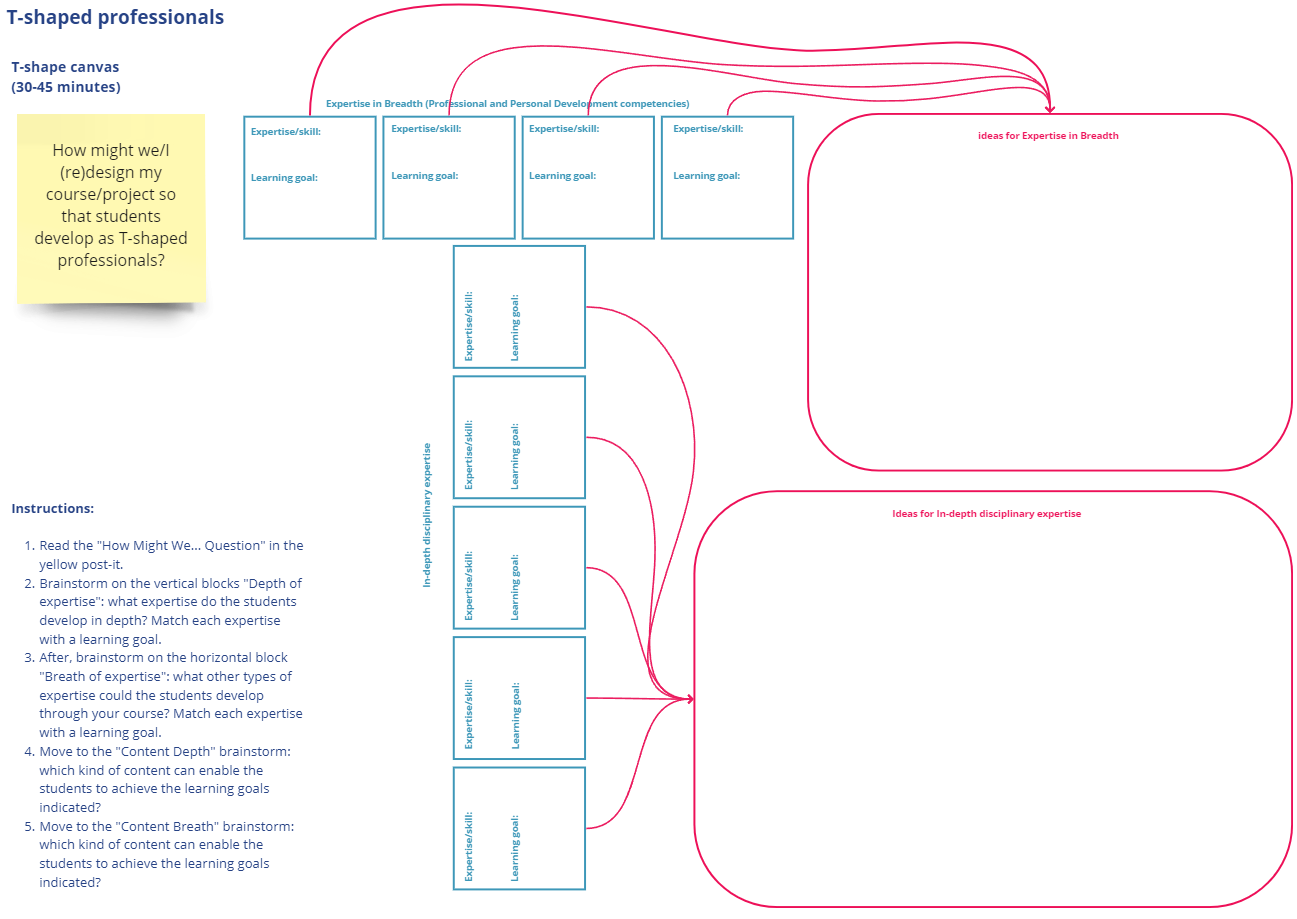 T-shaped professionals
T-shape canvas
(30-45 minutes)
How might we/I
(re)design my
course/project so
that students
develop as T-shaped
professionals?
Expertise in Breadth (Professional and Personal Development competencies)
Expertise/skill:
Learning goal:
Expertise/skill:
Learning goal:
Expertise/skill:
Learning goal:
Expertise/skill:
Learning goal:
ideas for Expertise in Breadth
In-depth disciplinary expertise
Expertise/skill:
Learning goal:
Expertise/skill:
Learning goal:
Expertise/skill:
Learning goal:
Expertise/skill:
Learning goal:
Expertise/skill:
Learning goal:
Ideas for In-depth disciplinary expertise
Instructions:
1. Read the "How Might We... Question" in the
yellow post-it.
2. Brainstorm on the vertical blocks "Depth of
expertise": what expertise do the students
develop in depth? Match each expertise
with a learning goal.
3. After, brainstorm on the horizontal block
"Breath of expertise": what other types of
expertise could the students develop
through your course? Match each expertise
with a learning goal.
4. Move to the "Content Depth" brainstorm:
which kind of content can enable the
students to achieve the learning goals
indicated?
5. Move to the "Content Breath" brainstorm:
which kind of content can enable the
students to achieve the learning goals
indicated?